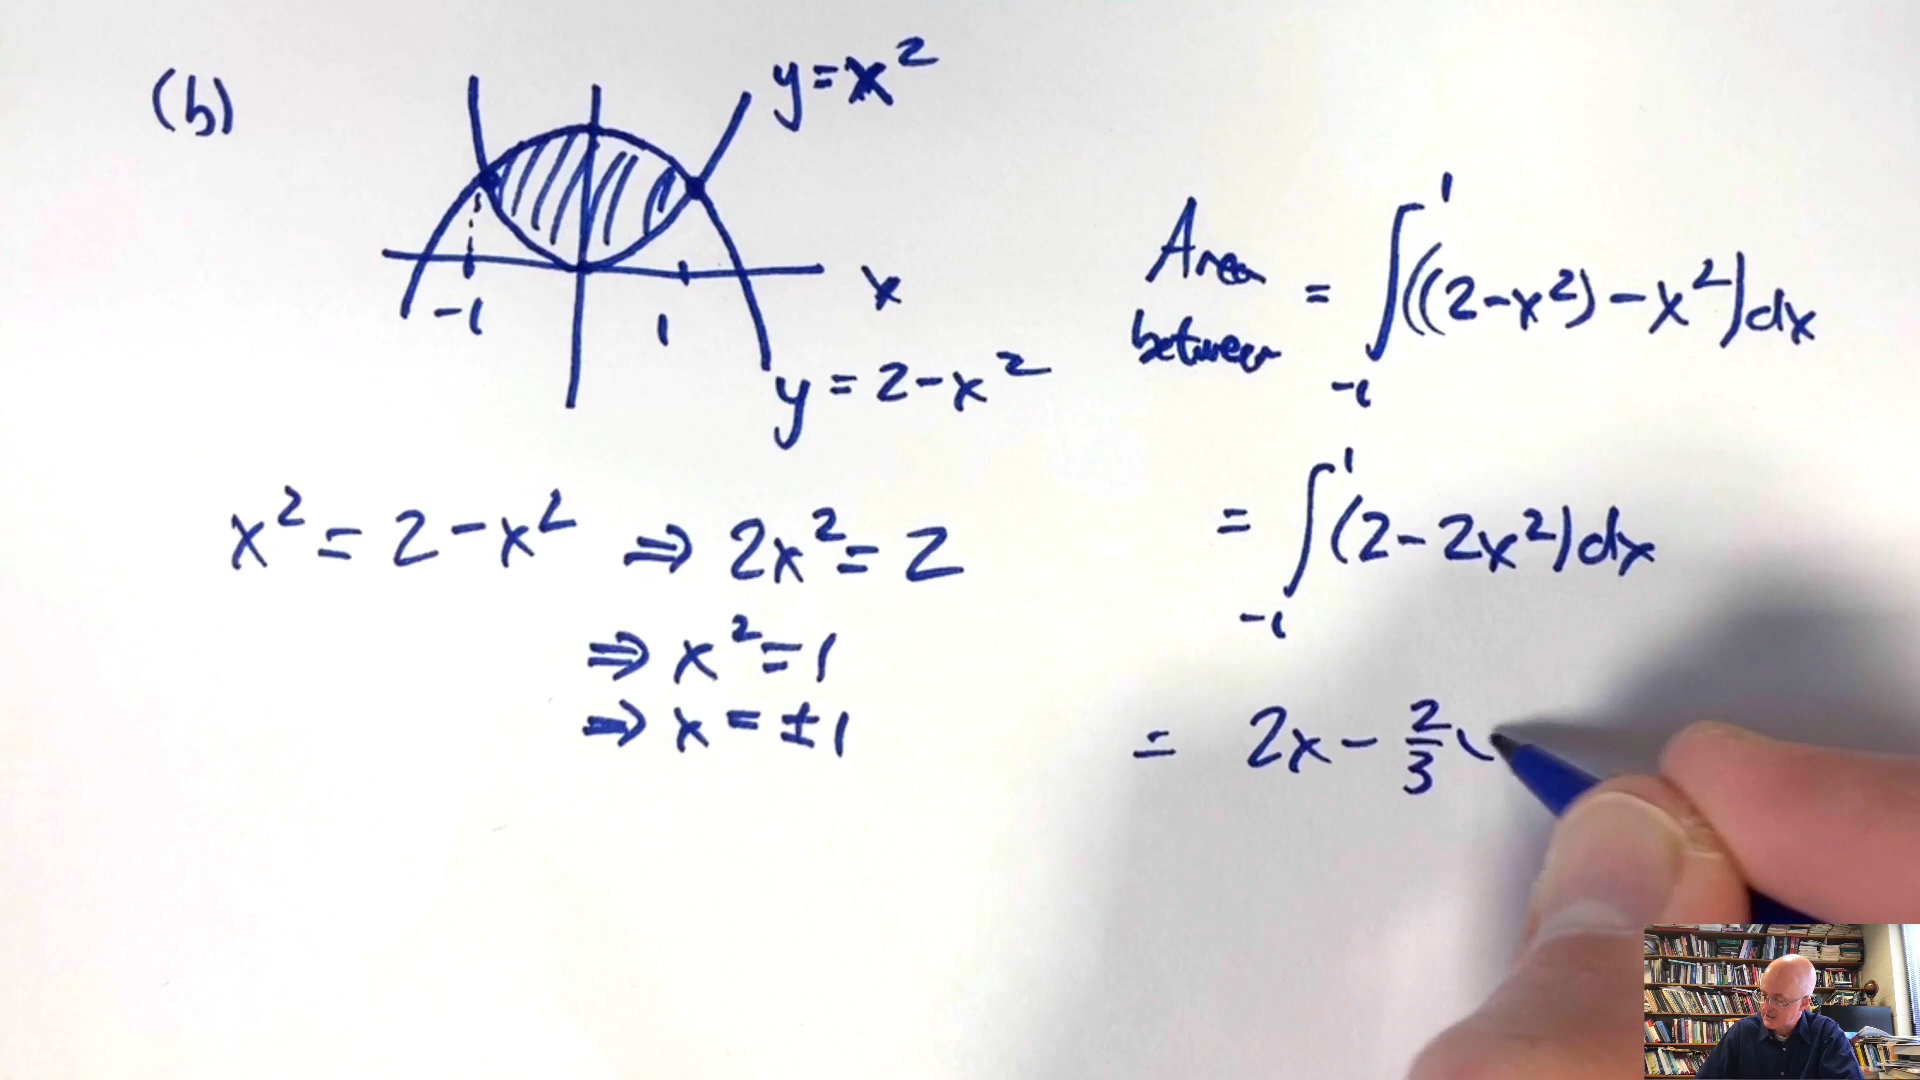 (b)
y=x²
-1
1
x
y=2-x²
x²=2-x² ⇒ 2x²=2
⇒ x²=1
⇒ x=±1
Area between = ∫₋₁¹((2-x²)-x²)dx
= ∫₋₁¹(2-2x²)dx
= 2x-2/3